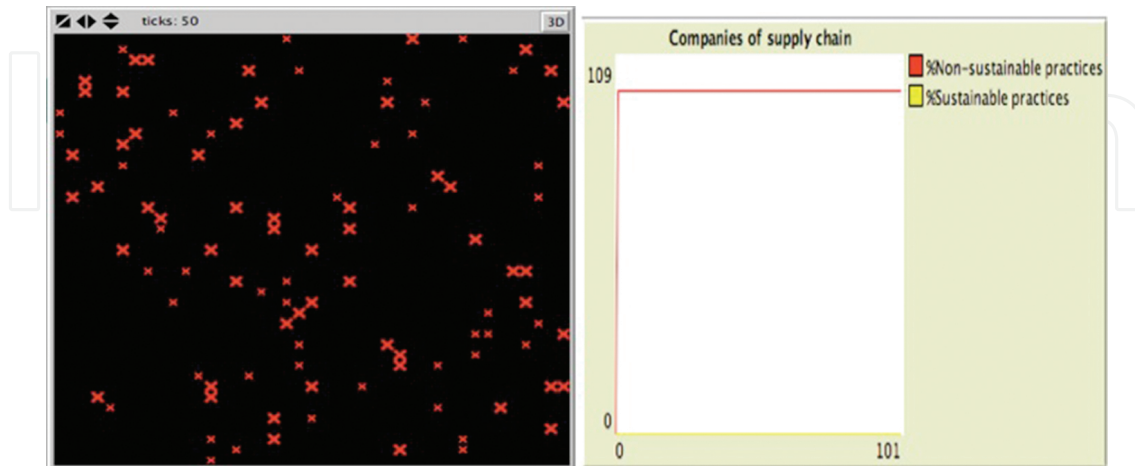 ticks: 50
3D
Companies of supply chain
109
0
0
101
%Non-sustainable practices
%Sustainable practices